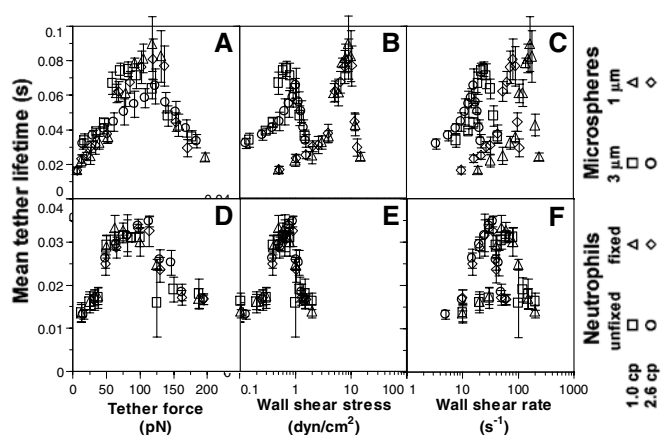 Mean tether lifetime (s)
0.1
0.08
0.06
0.04
0.02
0
A
B
C
0.04
0.03
0.02
0.01
0
D
E
F
0 50 100 150 200
0.1 1 10 100
1 10 100 1000
Tether force
(pN)
Wall shear stress
(dyn/cm²)
Wall shear rate
(s⁻¹)
Microspheres
3 µm 1 µm
Neutrophils
unfixed fixed
1.0 cp
2.6 cp